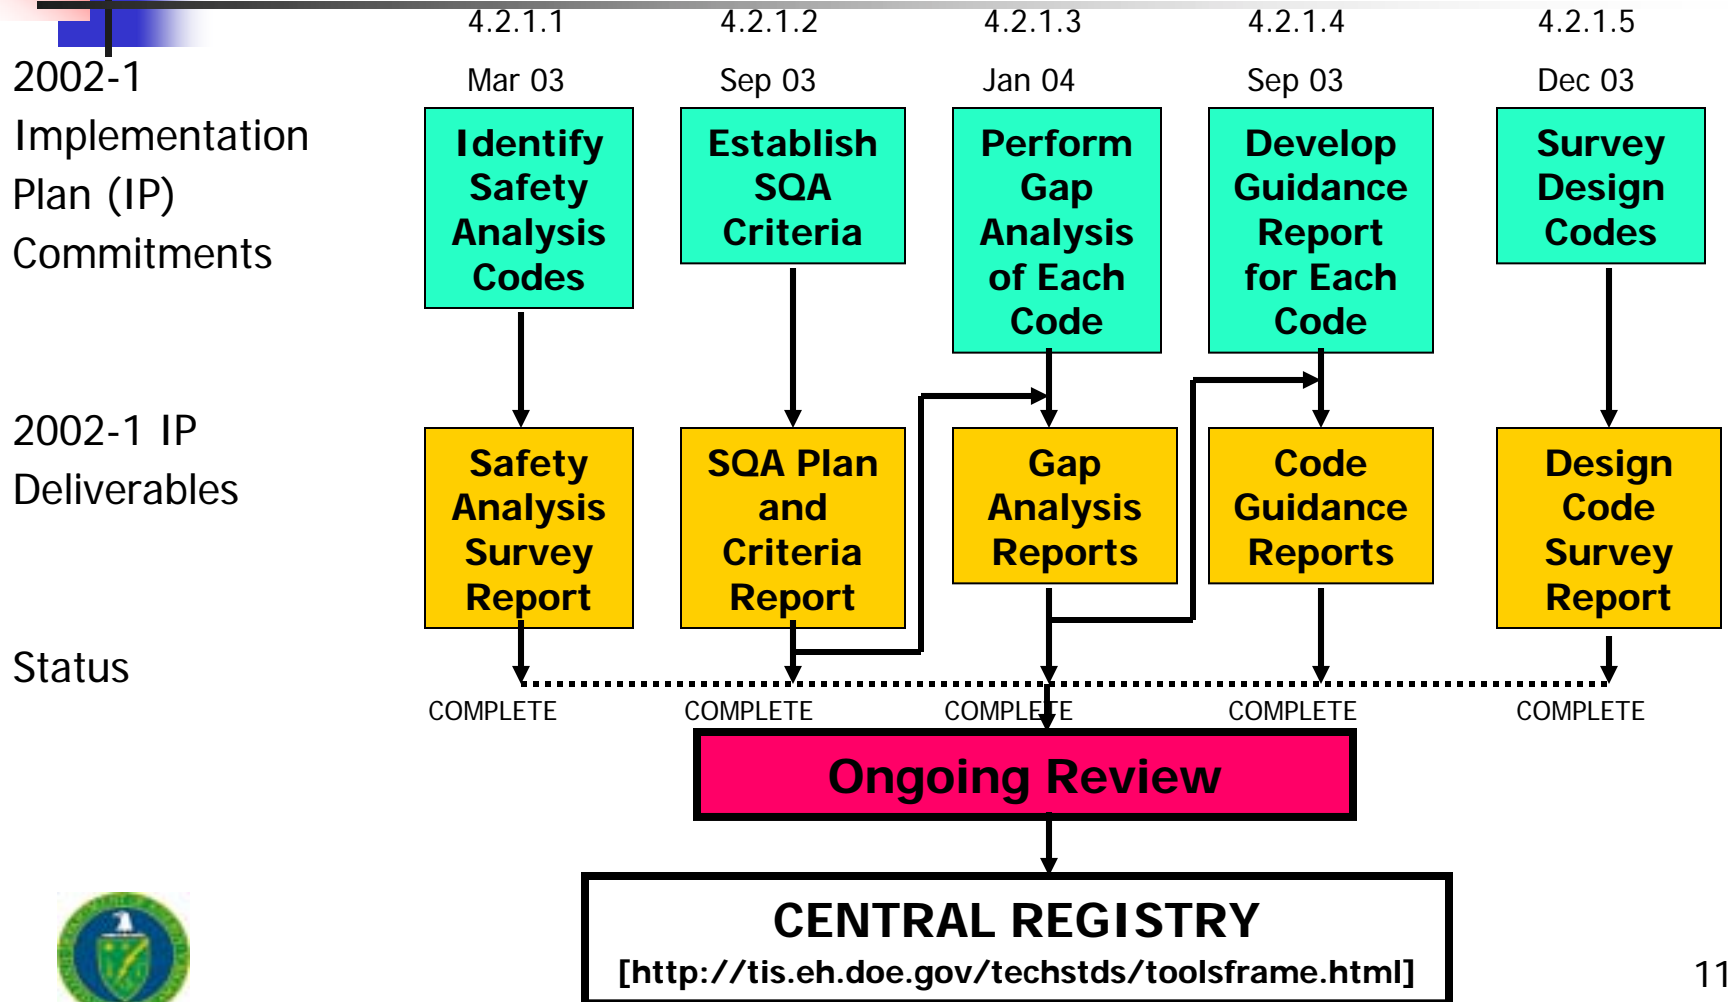 4.2.1.1 4.2.1.2 4.2.1.3 4.2.1.4 4.2.1.5
2002-1
Implementation
Plan (IP)
Commitments
Mar 03 Sep 03 Jan 04 Sep 03 Dec 03
Identify
Safety
Analysis
Codes
Establish
SQA
Criteria
Perform
Gap
Analysis
of Each
Code
Develop
Guidance
Report
for Each
Code
Survey
Design
Codes
2002-1 IP
Deliverables
Safety
Analysis
Survey
Report
SQA Plan
and
Criteria
Report
Gap
Analysis
Reports
Code
Guidance
Reports
Design
Code
Survey
Report
Status
COMPLETE COMPLETE COMPLETE COMPLETE COMPLETE
Ongoing Review
CENTRAL REGISTRY
[http://tis.eh.doe.gov/techstds/toolsframe.html]
11